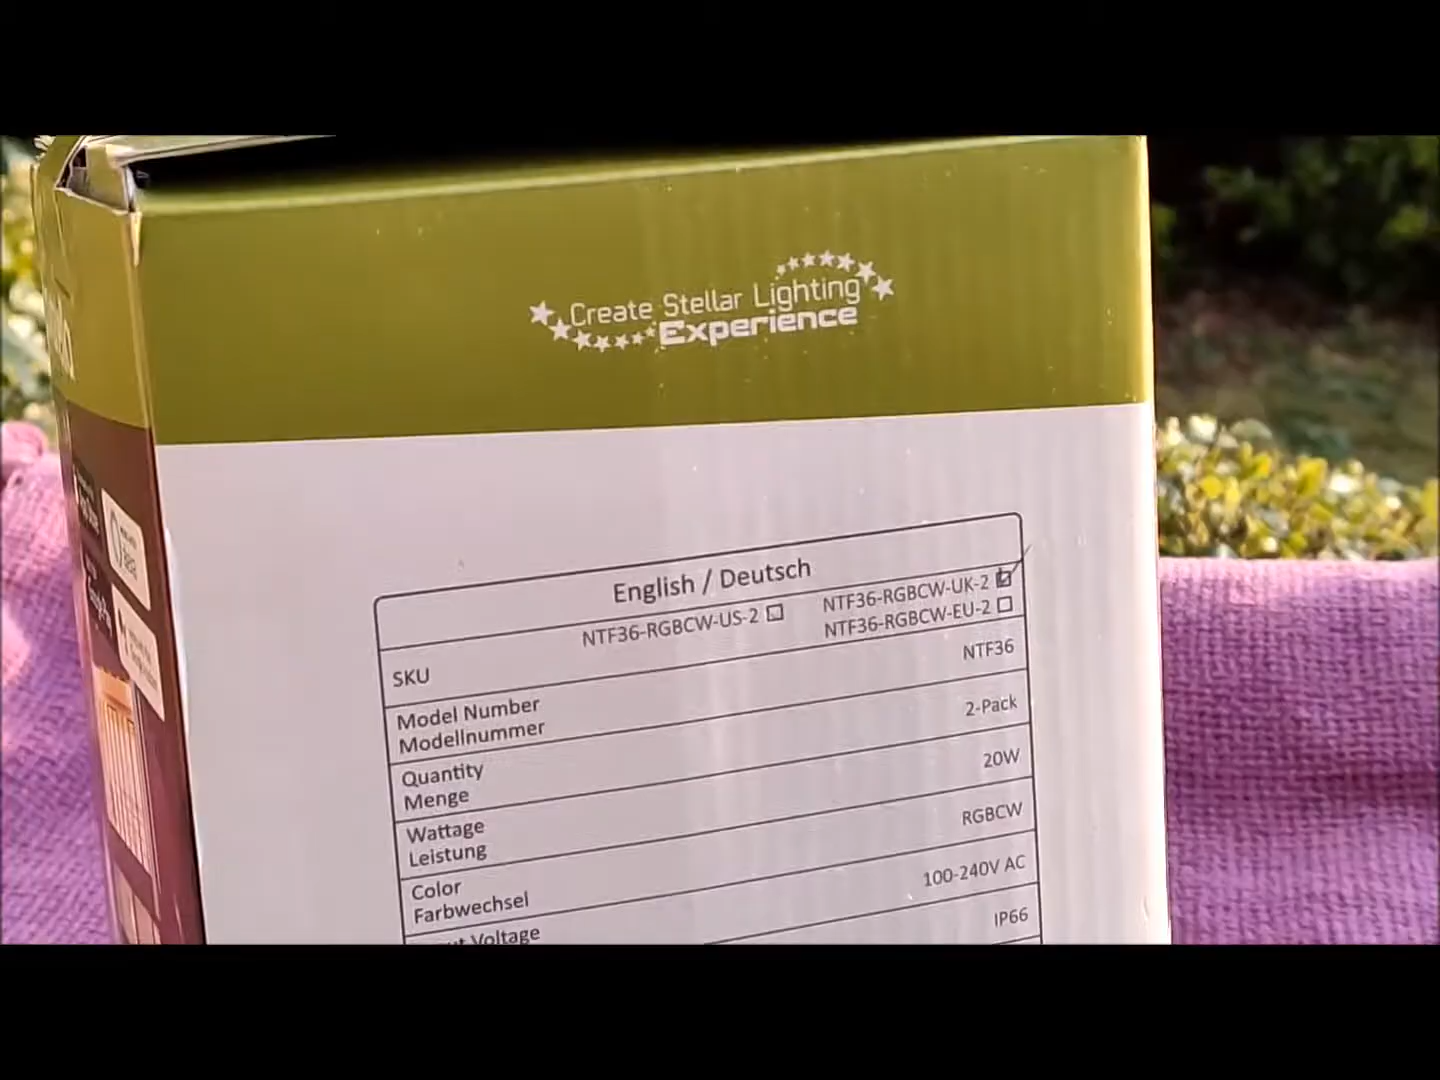 Create Stellar Lighting
Experience
English / Deutsch
SKU
NTF36-RGBCW-US-2
NTF36-RGBCW-UK-2
NTF36-RGBCW-EU-2
Model Number
Modellnummer
NTF36
Quantity
Menge
2-Pack
Wattage
Leistung
20W
Color
Farbwechsel
RGBCW
Voltage
100-240V AC
IP66